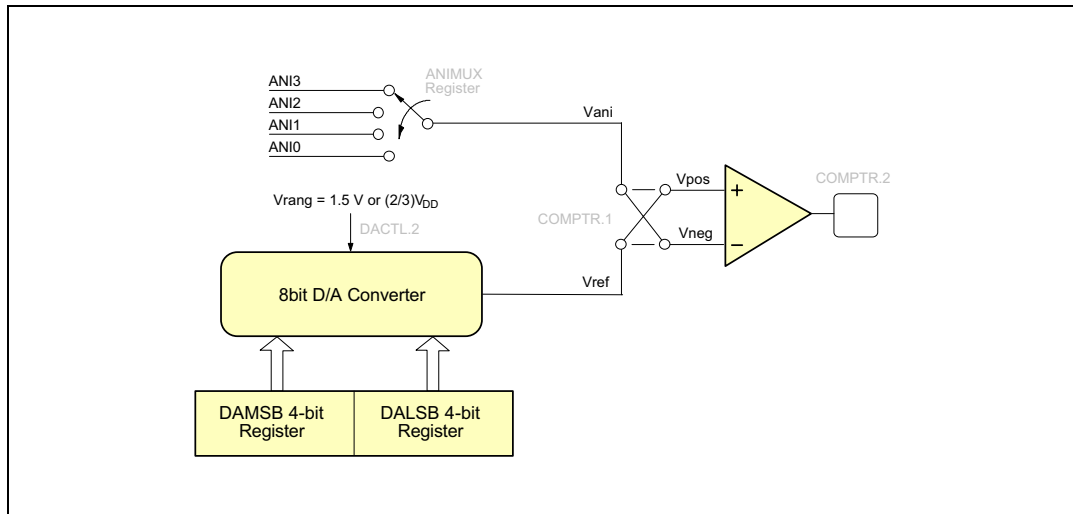 ANIMUX
Register
ANI3
ANI2
ANI1
ANI0
Vani
Vpos
Vneg
COMPTR.1
COMPTR.2
+
−
Vrang = 1.5 V or (2/3)VDD
DACTL.2
8bit D/A Converter
Vref
DAMSB 4-bit
Register
DALSB 4-bit
Register